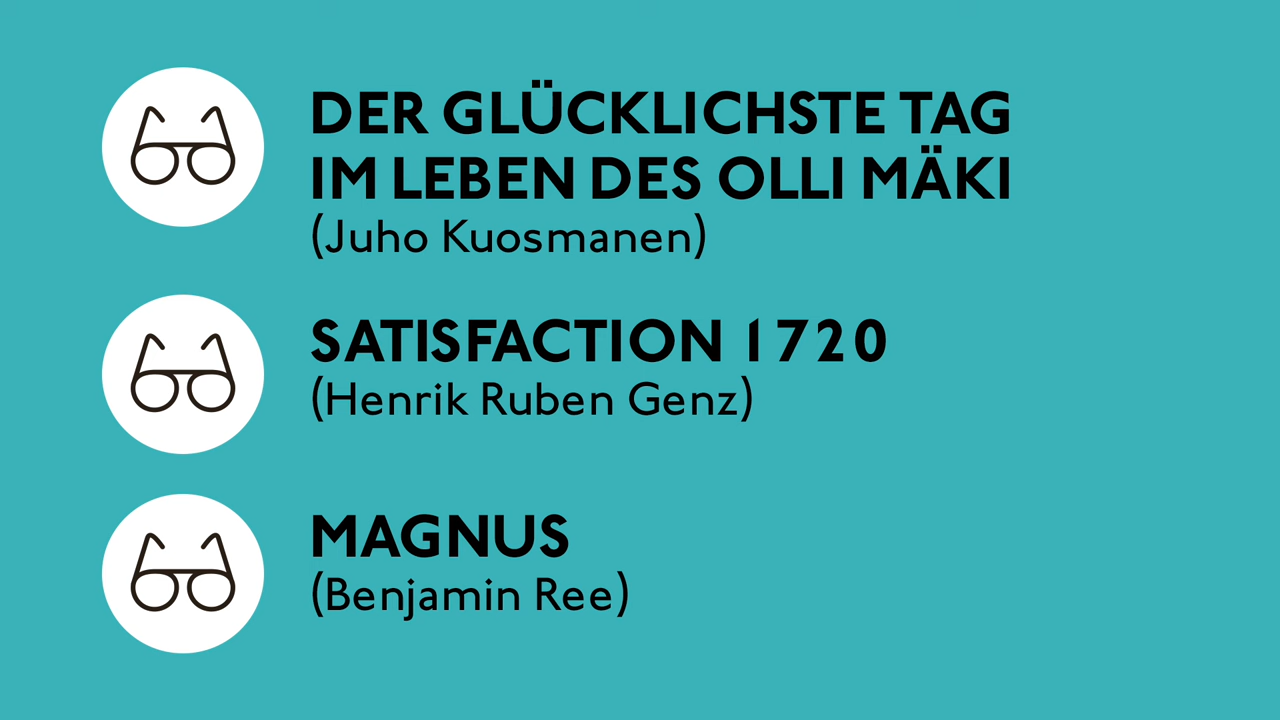 DER GLÜCKLICHSTE TAG
IM LEBEN DES OLLI MÄKI
(Juho Kuosmanen)
SATISFACTION 1720
(Henrik Ruben Genz)
MAGNUS
(Benjamin Ree)